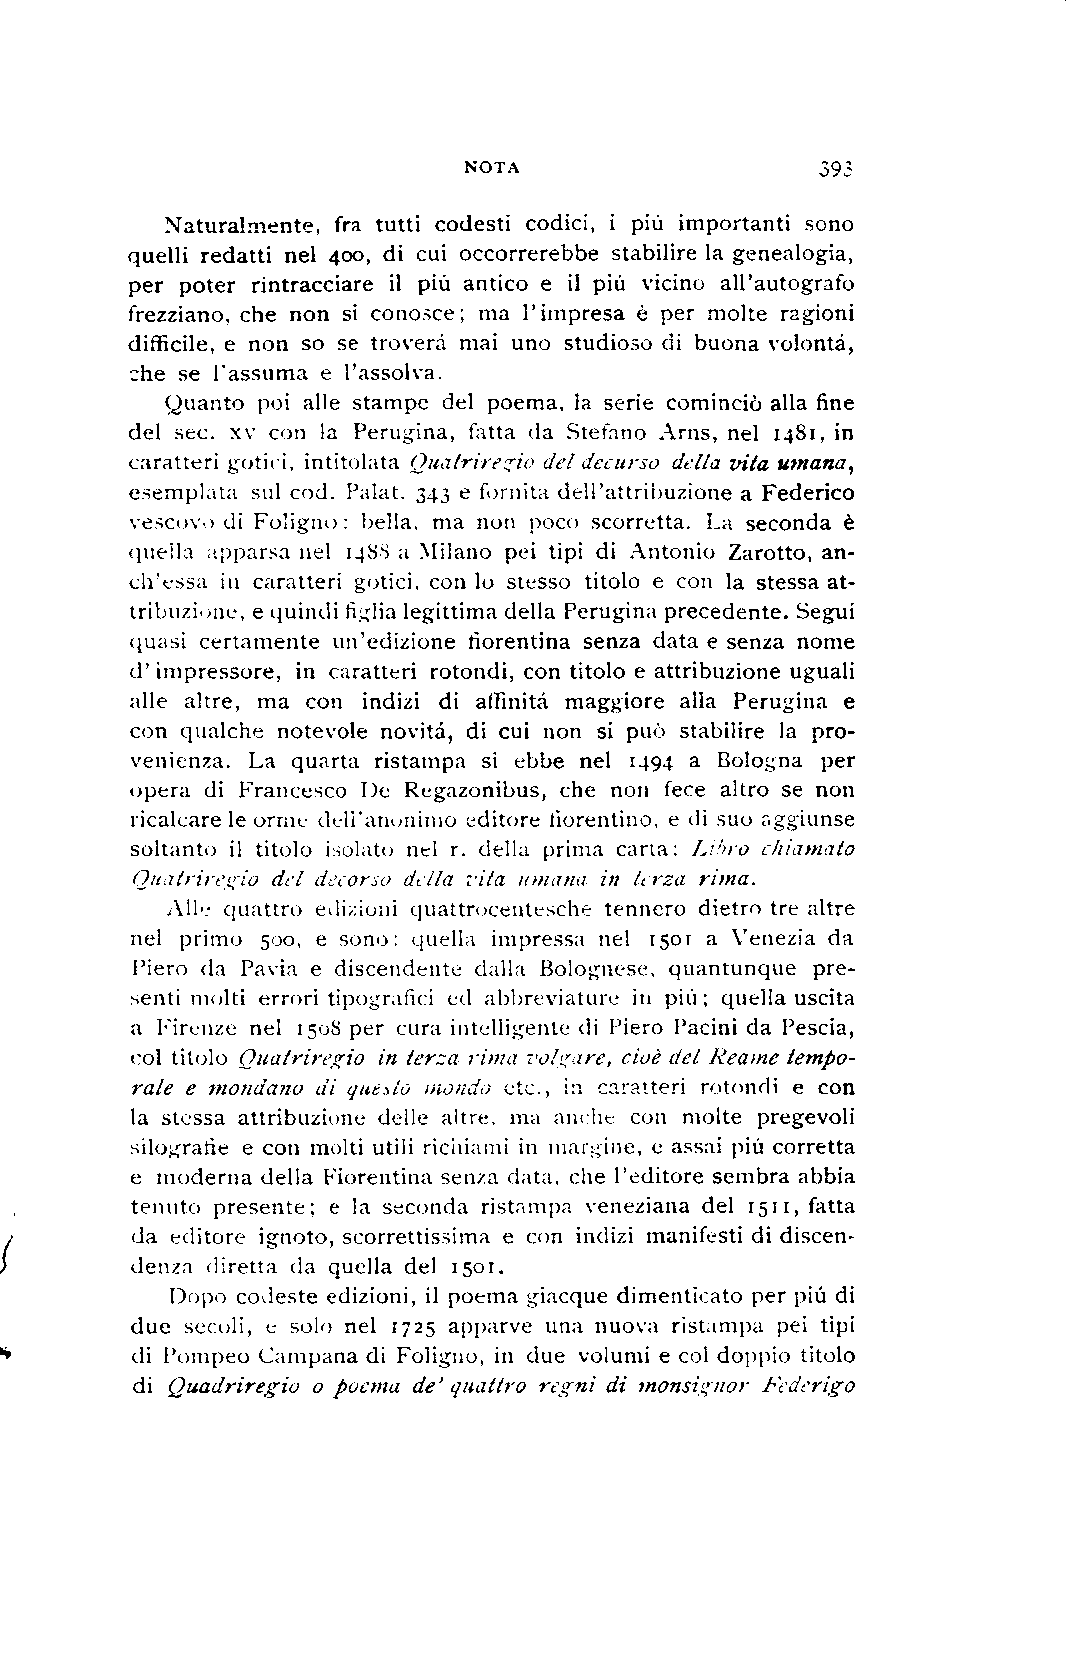 NOTA 393
Naturalmente, fra tutti codesti codici, i piú importanti sono
quelli redatti nel 400, di cui occorrerebbe stabilire la genealogia,
per poter rintracciare il piú antico e il piú vicino all'autografo
frezziano, che non si conosce; ma l'impresa è per molte ragioni
difficile, e non so se troverá mai uno studioso di buona volontá,
che se l'assuma e l'assolva.
Quanto poi alle stampe del poema, la serie cominciò alla fine
del sec. XV con la Perugina, fatta da Stefano Arns, nel 1481, in
caratteri gotici, intitolata Quatriregio del decurso della vita umana,
esemplata sul cod. Palat. 343 e fornita dell'attribuzione a Federico
vescovo di Foligno: bella, ma non poco scorretta. La seconda è
quella apparsa nel 1488 a Milano pei tipi di Antonio Zarotto, an-
ch'essa in caratteri gotici, con lo stesso titolo e con la stessa at-
tribuzione, e quindi figlia legittima della Perugina precedente. Seguí
quasi certamente un'edizione fiorentina senza data e senza nome
d'impressore, in caratteri rotondi, con titolo e attribuzione uguali
alle altre, ma con indizi di affinitá maggiore alla Perugina e
con qualche notevole novitá, di cui non si può stabilire la pro-
venienza. La quarta ristampa si ebbe nel 1494 a Bologna per
opera di Francesco De Regazonibus, che non fece altro se non
ricalcare le orme dell'anonimo editore fiorentino, e di suo aggiunse
soltanto il titolo isolato nel r. della prima carta: Libro chiamato
Quatriregio del decorso della vita umana in terza rima.
Alle quattro edizioni quattrocentesche tennero dietro tre altre
nel primo 500, e sono: quella impressa nel 1501 a Venezia da
Piero da Pavia e discendente dalla Bolognese, quantunque pre-
senti molti errori tipografici ed abbreviature in piú; quella uscita
a Firenze nel 1508 per cura intelligente di Piero Pacini da Pescia,
col titolo Quatriregio in terza rima volgare, cioè del Reame tempo-
rale e mondano di questo mondo etc., in caratteri rotondi e con
la stessa attribuzione delle altre, ma anche con molte pregevoli
silografie e con molti utili richiami in margine, e assai piú corretta
e moderna della Fiorentina senza data, che l'editore sembra abbia
tenuto presente; e la seconda ristampa veneziana del 1511, fatta
da editore ignoto, scorrettissima e con indizi manifesti di discen-
denza diretta da quella del 1501.
Dopo codeste edizioni, il poema giacque dimenticato per piú di
due secoli, e solo nel 1725 apparve una nuova ristampa pei tipi
di Pompeo Campana di Foligno, in due volumi e col doppio titolo
di Quadriregio o poema de' quattro regni di monsignor Federigo